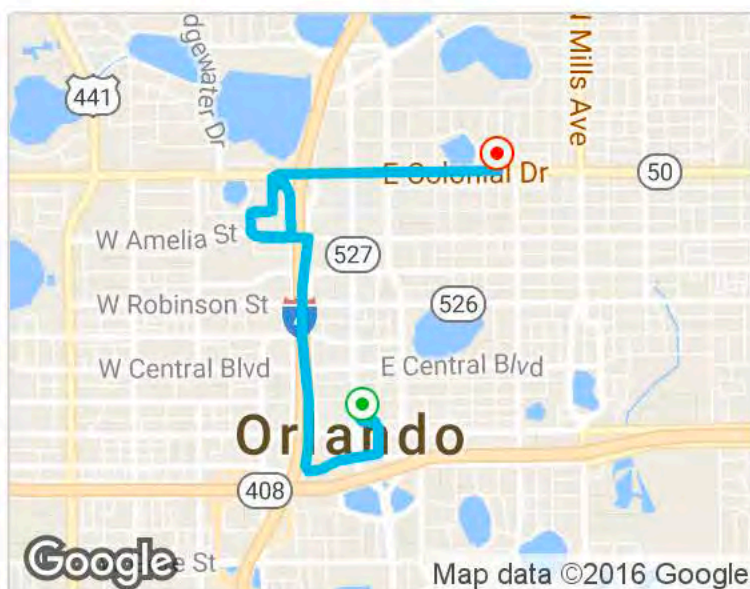 dgewater Dr
N Mills Ave
441
E Colonial Dr
50
W Amelia St
527
W Robinson St
4
526
W Central Blvd
E Central Blvd
Orlando
408
St
Google
Map data ©2016 Google